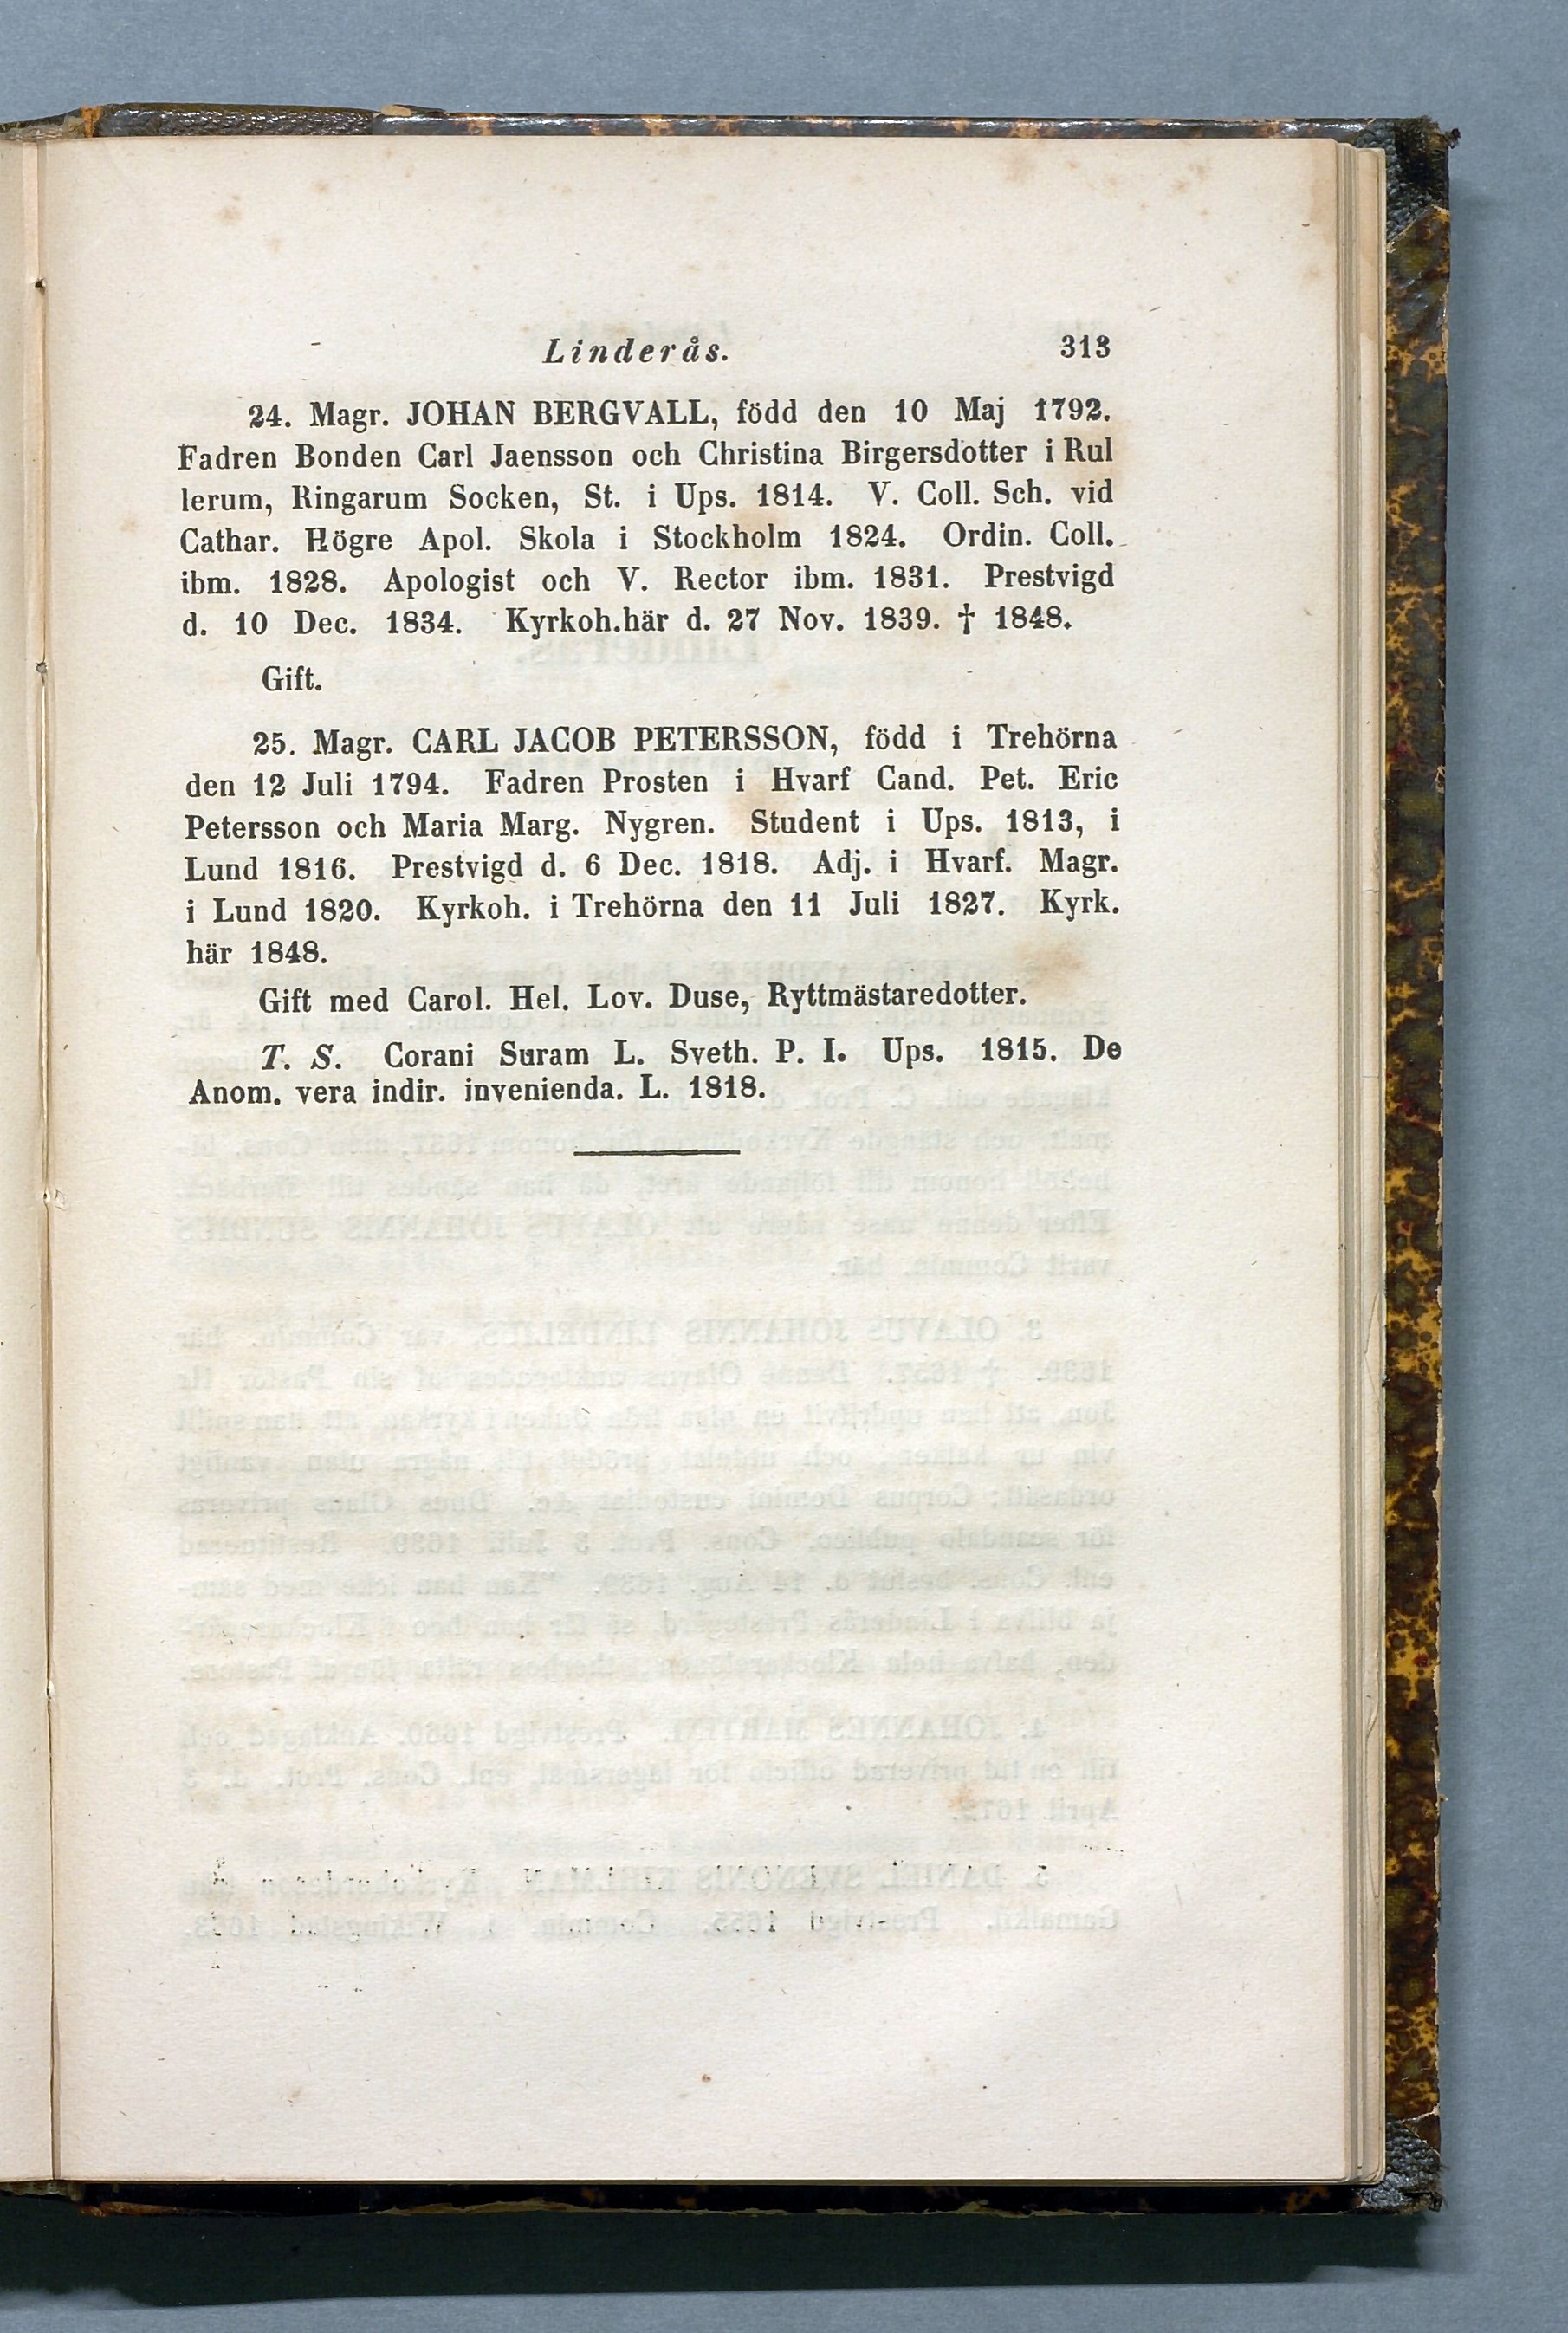 Linderås. 313
24. Magr. JOHAN BERGVALL, född den 10 Maj 1792.
Fadren Bonden Carl Jaensson och Christina Birgersdotter i Rul
lerum, Ringarum Socken, St. i Ups. 1814. V. Coll. Sch. vid
Cathar. Högre Apol. Skola i Stockholm 1824. Ordin. Coll.
ibm. 1828. Apologist och V. Rector ibm. 1831. Prestvigd
d. 10 Dec. 1834. Kyrkoh.här d. 27 Nov. 1839. † 1848.
Gift.
25. Magr. CARL JACOB PETERSSON, född i Trehörna
den 12 Juli 1794. Fadren Prosten i Hvarf Cand. Pet. Eric
Petersson och Maria Marg. Nygren. Student i Ups. 1813, i
Lund 1816. Prestvigd d. 6 Dec. 1818. Adj. i Hvarf. Magr.
i Lund 1820. Kyrkoh. i Trehörna den 11 Juli 1827. Kyrk.
här 1848.
Gift med Carol. Hel. Lov. Duse, Ryttmästaredotter.
T. S. Corani Suram L. Sveth. P. I. Ups. 1815. De
Anom. vera indir. invenienda. L. 1818.